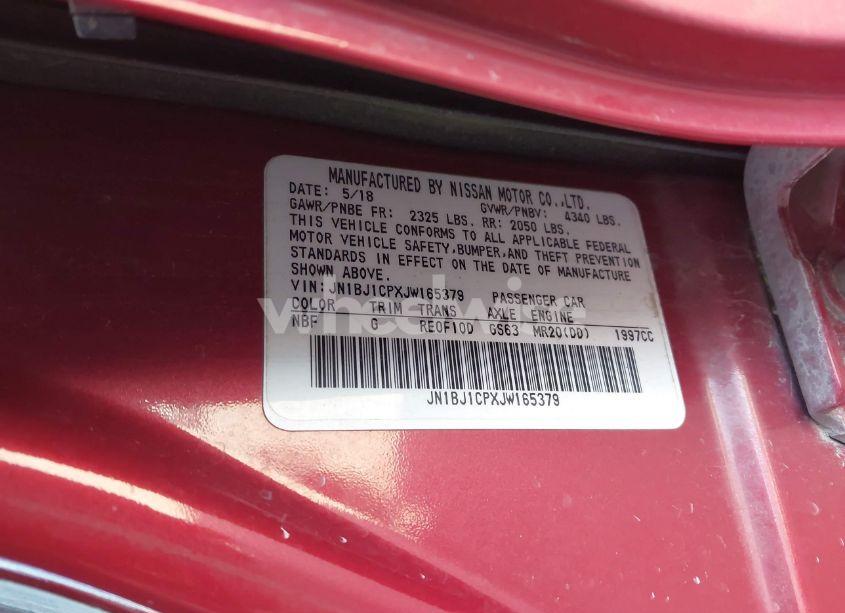 MANUFACTURED BY NISSAN MOTOR CO.,LTD.
DATE: 5/18 GVWR/PNBV: 4340 LBS.
GAWR/PNBE FR: 2325 LBS. RR: 2050 LBS.
THIS VEHICLE CONFORMS TO ALL APPLICABLE FEDERAL
MOTOR VEHICLE SAFETY,BUMPER,AND THEFT PREVENTION
STANDARDS IN EFFECT ON THE DATE OF MANUFACTURE
SHOWN ABOVE.
VIN:JN1BJ1CPXJW165379 PASSENGER CAR
COLOR TRIM TRANS AXLE ENGINE
NBF G RE0F10D GS63 MR20(DD) 1997CC
JN1BJ1CPXJW165379
wheelwise